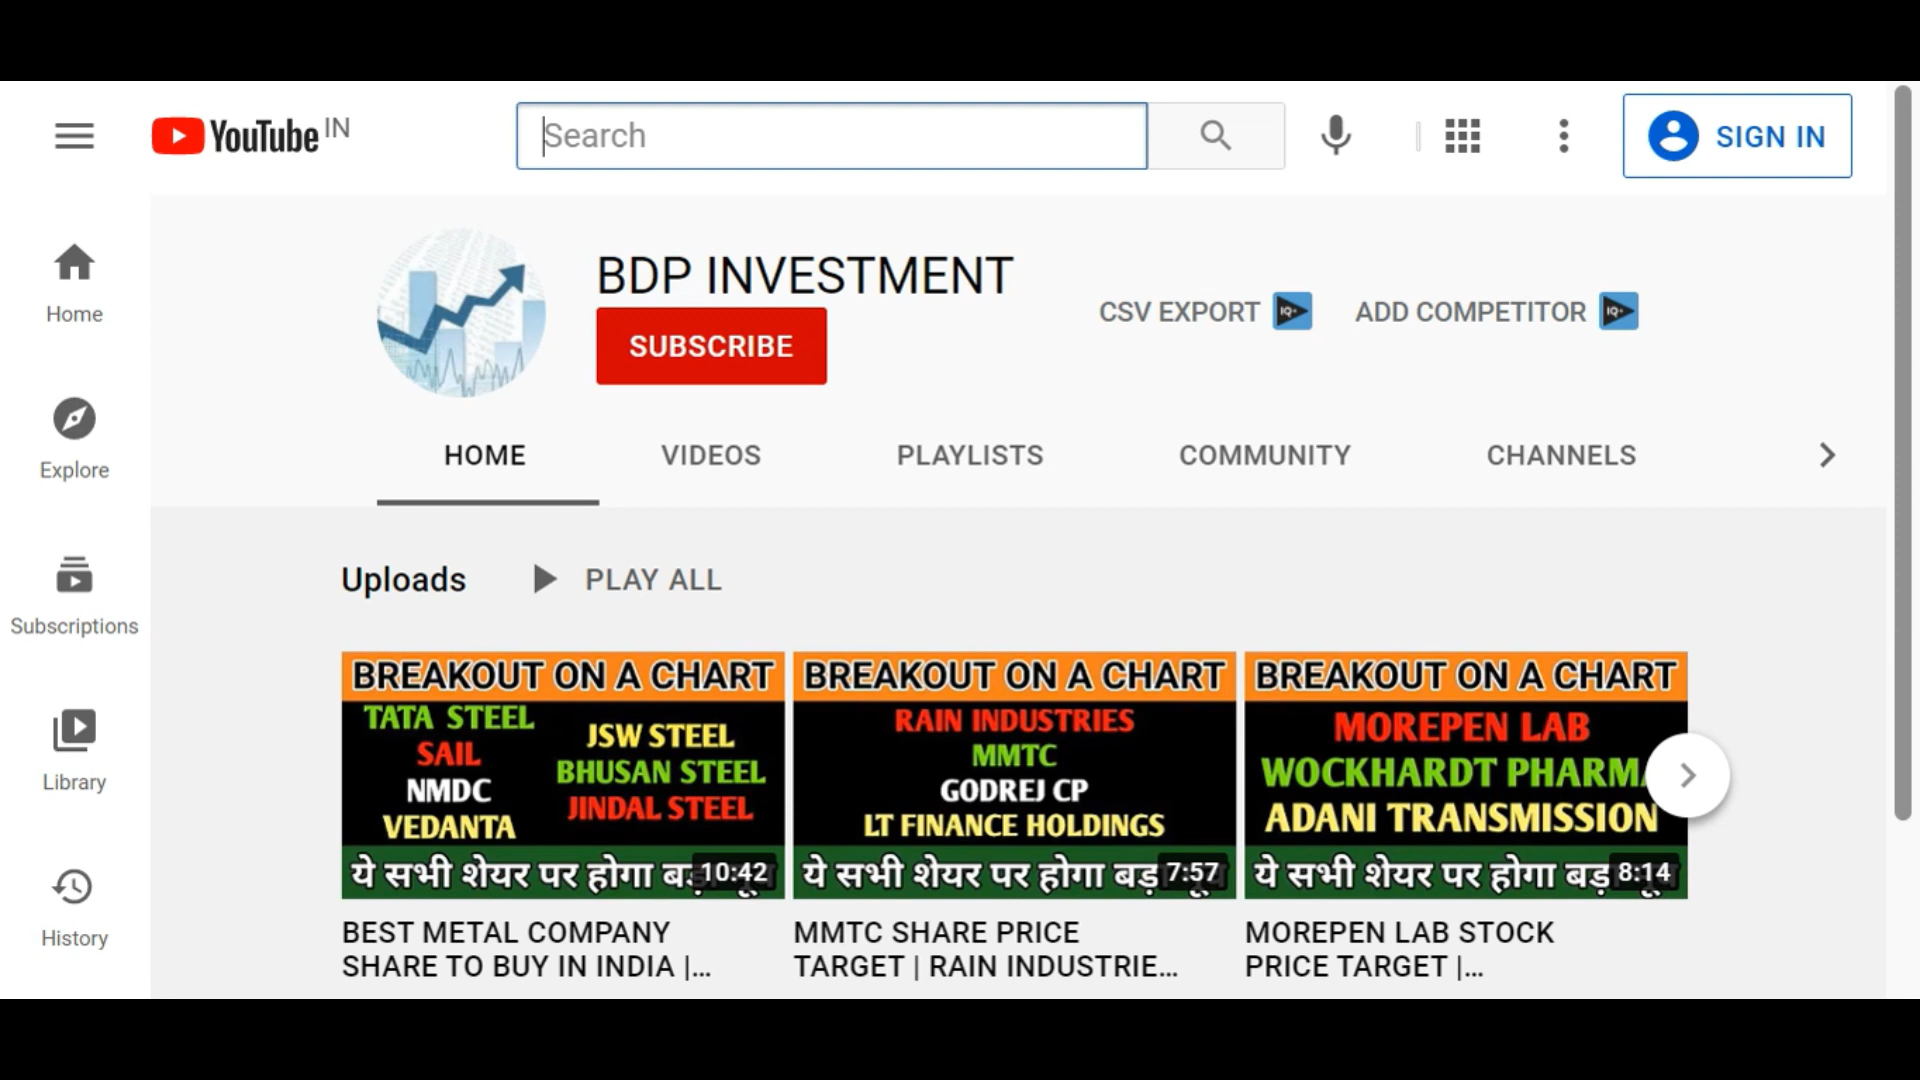 YouTube IN
Search
SIGN IN
Home
Explore
Subscriptions
Library
History
BDP INVESTMENT
SUBSCRIBE
CSV EXPORT IQ+
ADD COMPETITOR IQ+
HOME VIDEOS PLAYLISTS COMMUNITY CHANNELS
Uploads PLAY ALL
BREAKOUT ON A CHART
TATA STEEL
SAIL
NMDC
VEDANTA
JSW STEEL
BHUSAN STEEL
JINDAL STEEL
ये सभी शेयर पर होगा
10:42
BEST METAL COMPANY
SHARE TO BUY IN INDIA |...
BREAKOUT ON A CHART
RAIN INDUSTRIES
MMTC
GODREJ CP
LT FINANCE HOLDINGS
ये सभी शेयर पर होगा
7:57
MMTC SHARE PRICE
TARGET | RAIN INDUSTRIE...
BREAKOUT ON A CHART
MOREPEN LAB
WOCKHARDT PHARMA
ADANI TRANSMISSION
ये सभी शेयर पर होगा
8:14
MOREPEN LAB STOCK
PRICE TARGET |...